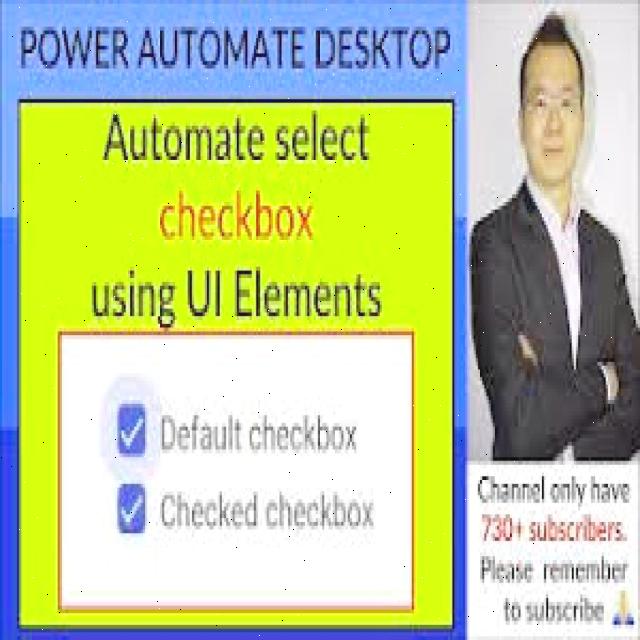 POWER AUTOMATE DESKTOP
Automate select
checkbox
using UI Elements
Default checkbox
Checked checkbox
Channel only have
730+ subscribers.
Please remember
to subscribe 🙏